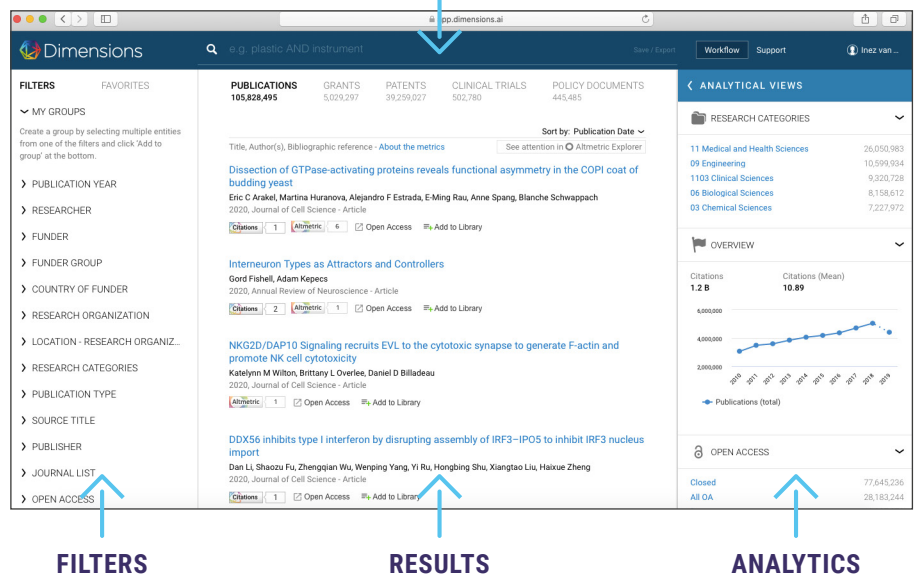 app.dimensions.ai
Dimensions
e.g. plastic AND instrument
Save / Export
Workflow
Support
Inez van ...
FILTERS
FAVORITES
MY GROUPS
Create a group by selecting multiple entities
from one of the filters and click 'Add to
group' at the bottom.
PUBLICATION YEAR
RESEARCHER
FUNDER
FUNDER GROUP
COUNTRY OF FUNDER
RESEARCH ORGANIZATION
LOCATION - RESEARCH ORGANIZ...
RESEARCH CATEGORIES
PUBLICATION TYPE
SOURCE TITLE
PUBLISHER
JOURNAL LIST
OPEN ACCESS
PUBLICATIONS GRANTS PATENTS CLINICAL TRIALS POLICY DOCUMENTS
105,828,495 5,029,297 39,259,027 502,780 445,485
Sort by: Publication Date
Title, Author(s), Bibliographic reference - About the metrics
See attention in Altmetric Explorer
Dissection of GTPase-activating proteins reveals functional asymmetry in the COPI coat of
budding yeast
Eric C Arakel, Martina Huranova, Alejandro F Estrada, E-Ming Rau, Anne Spang, Blanche Schwappach
2020, Journal of Cell Science - Article
Citations 1 Altmetric 6 Open Access Add to Library
Interneuron Types as Attractors and Controllers
Gord Fishell, Adam Kepecs
2020, Annual Review of Neuroscience - Article
Citations 2 Altmetric 1 Open Access Add to Library
NKG2D/DAP10 Signaling recruits EVL to the cytotoxic synapse to generate F-actin and
promote NK cell cytotoxicity
Katelynn M Wilton, Brittany L Overlee, Daniel D Billadeau
2020, Journal of Cell Science - Article
Altmetric 1 Open Access Add to Library
DDX56 inhibits type I interferon by disrupting assembly of IRF3–IPO5 to inhibit IRF3 nucleus
import
Dan Li, Shaozu Fu, Zhengqian Wu, Wenping Yang, Yi Ru, Hongbing Shu, Xiangtao Liu, Haixue Zheng
2020, Journal of Cell Science - Article
Citations 1 Open Access Add to Library
ANALYTICAL VIEWS
RESEARCH CATEGORIES
11 Medical and Health Sciences 26,050,983
09 Engineering 10,599,934
1103 Clinical Sciences 9,320,728
06 Biological Sciences 8,158,612
03 Chemical Sciences 7,227,972
OVERVIEW
Citations Citations (Mean)
1.2 B 10.89
6,000,000
4,000,000
2,000,000
2010 2011 2012 2013 2014 2015 2016 2017 2018 2019
Publications (total)
OPEN ACCESS
Closed 77,645,236
All OA 28,183,244
FILTERS
RESULTS
ANALYTICS